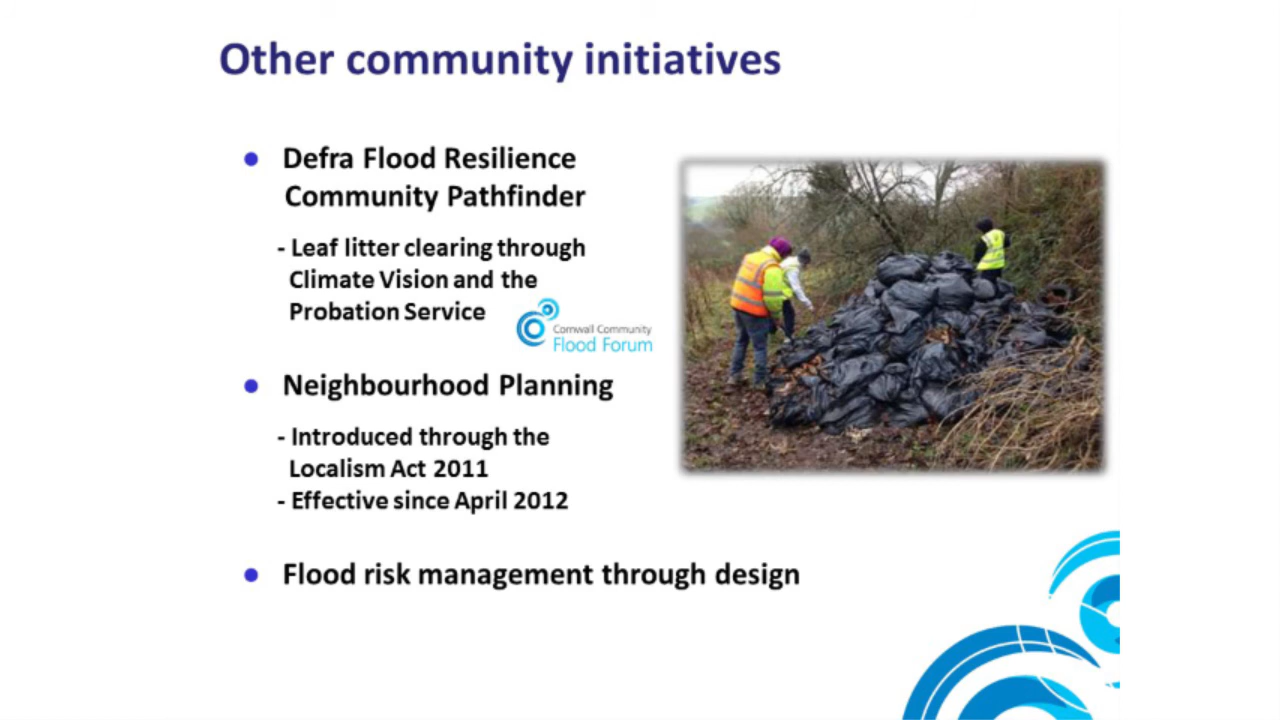 Other community initiatives
Defra Flood Resilience
Community Pathfinder
- Leaf litter clearing through
Climate Vision and the
Probation Service
Cornwall Community
Flood Forum
Neighbourhood Planning
- Introduced through the
Localism Act 2011
- Effective since April 2012
Flood risk management through design